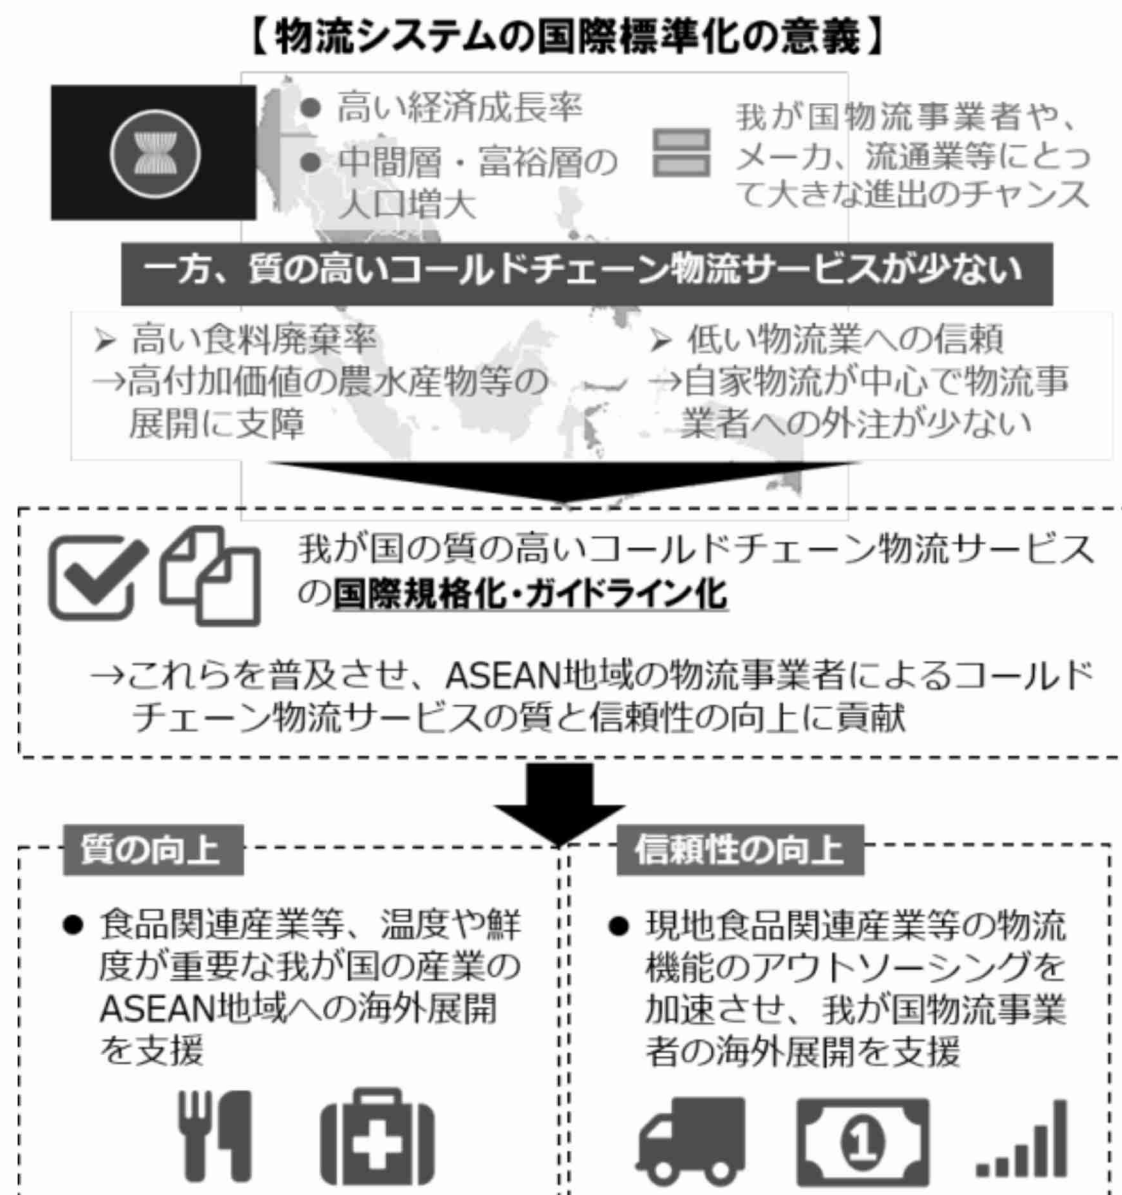 【物流システムの国際標準化の意義】
● 高い経済成長率
● 中間層・富裕層の
人口増大
我が国物流事業者や、
メーカ、流通業等にとっ
て大きな進出のチャンス
一方、質の高いコールドチェーン物流サービスが少ない
➢ 高い食料廃棄率
→高付加価値の農水産物等の
展開に支障
➢ 低い物流業への信頼
→自家物流が中心で物流事
業者への外注が少ない
我が国の質の高いコールドチェーン物流サービス
の国際規格化・ガイドライン化
→これらを普及させ、ASEAN地域の物流事業者によるコールド
チェーン物流サービスの質と信頼性の向上に貢献
質の向上
● 食品関連産業等、温度や鮮
度が重要な我が国の産業の
ASEAN地域への海外展開
を支援
信頼性の向上
● 現地食品関連産業等の物流
機能のアウトソーシングを
加速させ、我が国物流事業
者の海外展開を支援
1